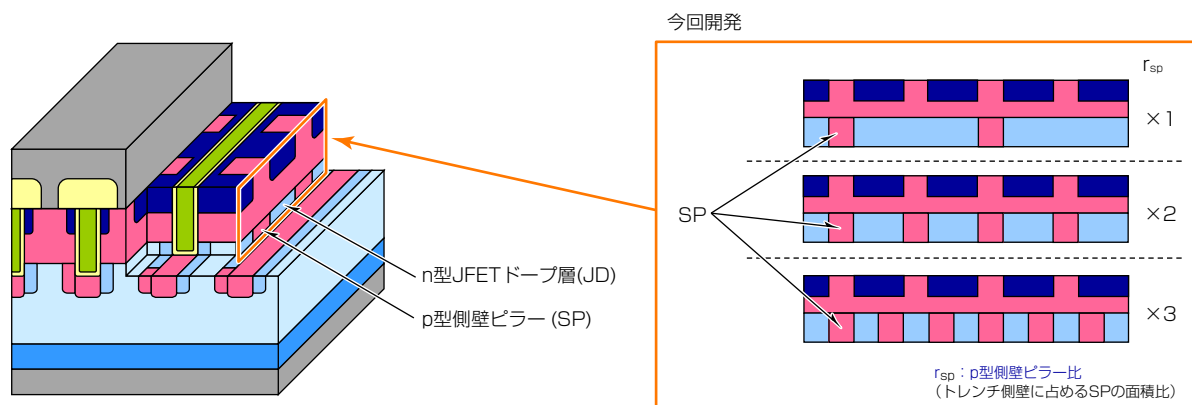 今回開発
rsp
×1
SP
×2
×3
n型JFETドープ層(JD)
p型側壁ピラー (SP)
rsp：p型側壁ピラー比
（トレンチ側壁に占めるSPの面積比）